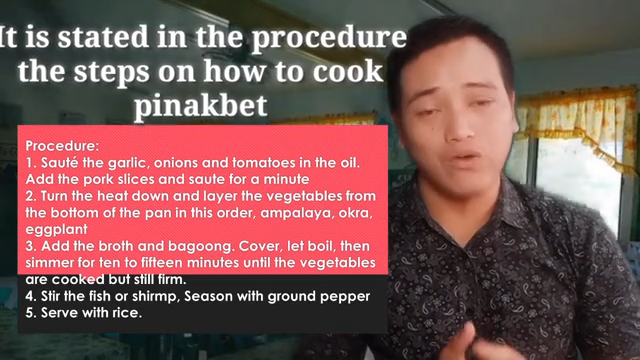 It is stated in the procedure
the steps on how to cook
pinakbet
Procedure:
1. Sauté the garlic, onions and tomatoes in the oil.
Add the pork slices and saute for a minute
2. Turn the heat down and layer the vegetables from
the bottom of the pan in this order, ampalaya, okra,
eggplant
3. Add the broth and bagoong. Cover, let boil, then
simmer for ten to fifteen minutes until the vegetables
are cooked but still firm.
4. Stir the fish or shirmp, Season with ground pepper
5. Serve with rice.